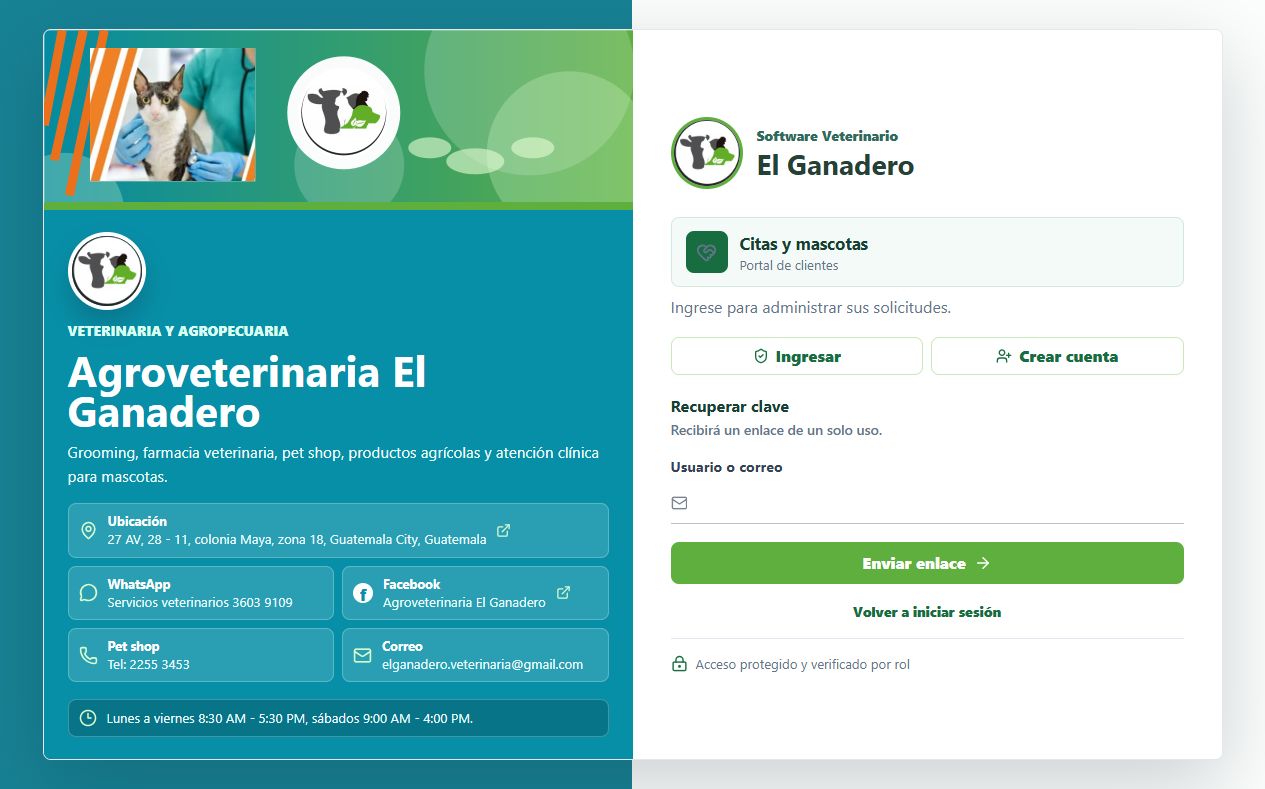 VETERINARIA Y AGROPECUARIA
Agroveterinaria El
Ganadero
Grooming, farmacia veterinaria, pet shop, productos agrícolas y atención clínica
para mascotas.
Ubicación
27 AV, 28 - 11, colonia Maya, zona 18, Guatemala City, Guatemala
WhatsApp
Servicios veterinarios 3603 9109
Facebook
Agroveterinaria El Ganadero
Pet shop
Tel: 2255 3453
Correo
elganadero.veterinaria@gmail.com
Lunes a viernes 8:30 AM - 5:30 PM, sábados 9:00 AM - 4:00 PM.
Software Veterinario
El Ganadero
Citas y mascotas
Portal de clientes
Ingrese para administrar sus solicitudes.
Ingresar
Crear cuenta
Recuperar clave
Recibirá un enlace de un solo uso.
Usuario o correo
Enviar enlace
Volver a iniciar sesión
Acceso protegido y verificado por rol